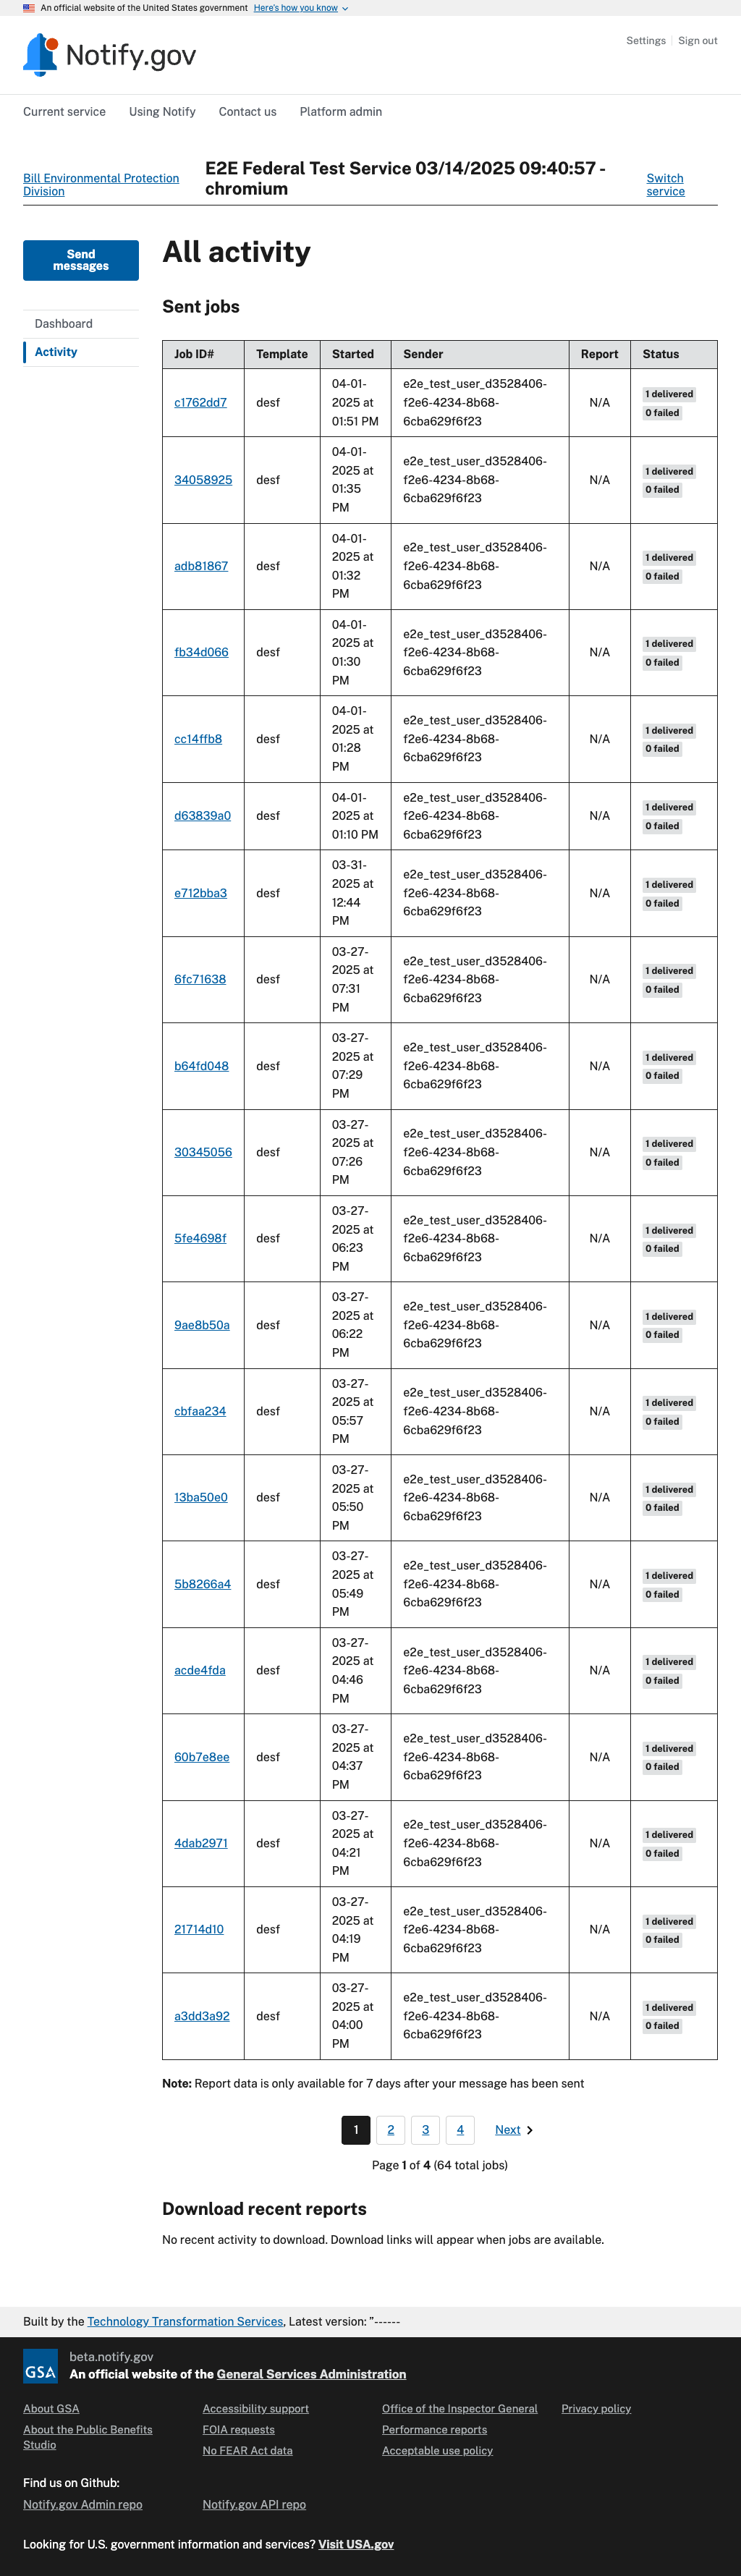 An official website of the United States government Here's how you know
Notify.gov
Settings Sign out
Current service Using Notify Contact us Platform admin
Bill Environmental Protection
Division
E2E Federal Test Service 03/14/2025 09:40:57 -
chromium
Switch
service
Send
messages
Dashboard
Activity
All activity
Sent jobs
Job ID# Template Started Sender Report Status
c1762dd7 desf 04-01-2025 at 01:51 PM e2e_test_user_d3528406-f2e6-4234-8b68-6cba629f6f23 N/A 1 delivered 0 failed
34058925 desf 04-01-2025 at 01:35 PM e2e_test_user_d3528406-f2e6-4234-8b68-6cba629f6f23 N/A 1 delivered 0 failed
adb81867 desf 04-01-2025 at 01:32 PM e2e_test_user_d3528406-f2e6-4234-8b68-6cba629f6f23 N/A 1 delivered 0 failed
fb34d066 desf 04-01-2025 at 01:30 PM e2e_test_user_d3528406-f2e6-4234-8b68-6cba629f6f23 N/A 1 delivered 0 failed
cc14ffb8 desf 04-01-2025 at 01:28 PM e2e_test_user_d3528406-f2e6-4234-8b68-6cba629f6f23 N/A 1 delivered 0 failed
d63839a0 desf 04-01-2025 at 01:10 PM e2e_test_user_d3528406-f2e6-4234-8b68-6cba629f6f23 N/A 1 delivered 0 failed
e712bba3 desf 03-31-2025 at 12:44 PM e2e_test_user_d3528406-f2e6-4234-8b68-6cba629f6f23 N/A 1 delivered 0 failed
6fc71638 desf 03-27-2025 at 07:31 PM e2e_test_user_d3528406-f2e6-4234-8b68-6cba629f6f23 N/A 1 delivered 0 failed
b64fd048 desf 03-27-2025 at 07:29 PM e2e_test_user_d3528406-f2e6-4234-8b68-6cba629f6f23 N/A 1 delivered 0 failed
30345056 desf 03-27-2025 at 07:26 PM e2e_test_user_d3528406-f2e6-4234-8b68-6cba629f6f23 N/A 1 delivered 0 failed
5fe4698f desf 03-27-2025 at 06:23 PM e2e_test_user_d3528406-f2e6-4234-8b68-6cba629f6f23 N/A 1 delivered 0 failed
9ae8b50a desf 03-27-2025 at 06:22 PM e2e_test_user_d3528406-f2e6-4234-8b68-6cba629f6f23 N/A 1 delivered 0 failed
cbfaa234 desf 03-27-2025 at 05:57 PM e2e_test_user_d3528406-f2e6-4234-8b68-6cba629f6f23 N/A 1 delivered 0 failed
13ba50e0 desf 03-27-2025 at 05:50 PM e2e_test_user_d3528406-f2e6-4234-8b68-6cba629f6f23 N/A 1 delivered 0 failed
5b8266a4 desf 03-27-2025 at 05:49 PM e2e_test_user_d3528406-f2e6-4234-8b68-6cba629f6f23 N/A 1 delivered 0 failed
acde4fda desf 03-27-2025 at 04:46 PM e2e_test_user_d3528406-f2e6-4234-8b68-6cba629f6f23 N/A 1 delivered 0 failed
60b7e8ee desf 03-27-2025 at 04:37 PM e2e_test_user_d3528406-f2e6-4234-8b68-6cba629f6f23 N/A 1 delivered 0 failed
4dab2971 desf 03-27-2025 at 04:21 PM e2e_test_user_d3528406-f2e6-4234-8b68-6cba629f6f23 N/A 1 delivered 0 failed
21714d10 desf 03-27-2025 at 04:19 PM e2e_test_user_d3528406-f2e6-4234-8b68-6cba629f6f23 N/A 1 delivered 0 failed
a3dd3a92 desf 03-27-2025 at 04:00 PM e2e_test_user_d3528406-f2e6-4234-8b68-6cba629f6f23 N/A 1 delivered 0 failed
Note: Report data is only available for 7 days after your message has been sent
1 2 3 4 Next
Page 1 of 4 (64 total jobs)
Download recent reports
No recent activity to download. Download links will appear when jobs are available.
Built by the Technology Transformation Services, Latest version: "------
GSA
beta.notify.gov
An official website of the General Services Administration
About GSA
About the Public Benefits
Studio
Accessibility support
FOIA requests
No FEAR Act data
Office of the Inspector General
Performance reports
Acceptable use policy
Privacy policy
Find us on Github:
Notify.gov Admin repo Notify.gov API repo
Looking for U.S. government information and services? Visit USA.gov